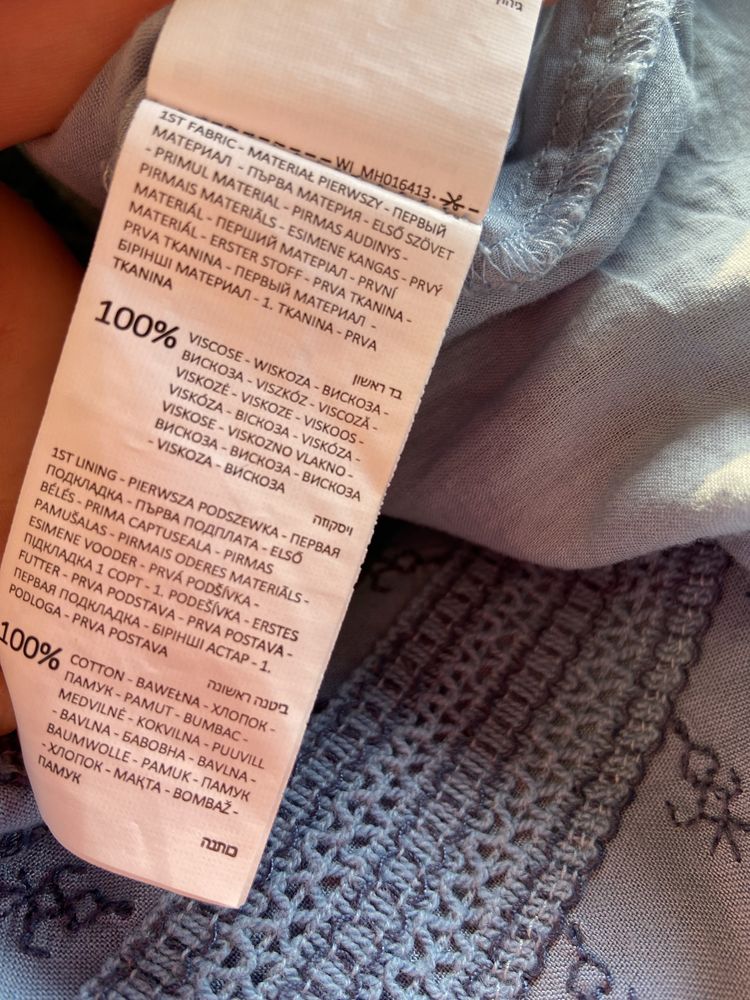 WI_MH016413.
1ST FABRIC - MATERIAŁ PIERWSZY - ПЕРВЫЙ
МАТЕРИАЛ - ПЪРВА МАТЕРИЯ - ELSŐ SZÖVET
- PRIMUL MATERIAL - PIRMAS AUDINYS -
PIRMAIS MATERIĀLS - ESIMENE KANGAS - PRVÝ
MATERIÁL - ПЕРШИЙ МАТЕРІАЛ - PRVNÍ
MATERIÁL - ERSTER STOFF - PRVA TKANINA -
PRVA TKANINA - ПЕРВЫЙ МАТЕРИАЛ -
БІРІНШІ МАТЕРИАЛ - 1. TKANINA - PRVA
TKANINA
בד ראשון
100% VISCOSE - WISKOZA - ВИСКОЗА -
ВИСКОЗА - VISZKÓZ - VISCOZĂ -
VISKOZĖ - VISKOZE - VISKOOS -
VISKÓZA - ВІСКОЗА - VISKÓZA -
VISKOSE - VISKOZNO VLAKNO -
ВИСКОЗА - ВИСКОЗА - ВИСКОЗА
- VISKOZA - ВИСКОЗА
ויסקוזה
1ST LINING - PIERWSZA PODSZEWKA - ПЕРВАЯ
ПОДКЛАДКА - ПЪРВА ПОДПЛАТА - ELSŐ
BÉLÉS - PRIMA CAPTUSEALA - PIRMAS
PAMUŠALAS - PIRMAIS ODERES MATERIĀLS -
ESIMENE VOODER - PRVÁ PODŠÍVKA -
ПІДКЛАДКА 1 СОРТ - 1. PODEŠÍVKA - ERSTES
FUTTER - PRVA PODSTAVA - PRVA POSTAVA -
ПЕРВАЯ ПОДКЛАДКА - БІРІНШІ АСТАР - 1.
PODLOGA - PRVA POSTAVA
ביטנה ראשונה
100% COTTON - BAWEŁNA - ХЛОПОК -
ПАМУК - PAMUT - BUMBAC -
MEDVILNĖ - KOKVILNA - PUUVILL
- BAVLNA - БАВОВНА - BAVLNA -
BAUMWOLLE - PAMUK - ПАМУК
- ХЛОПОК - МАҚТА - BOMBAŽ -
ПАМУК
כותנה